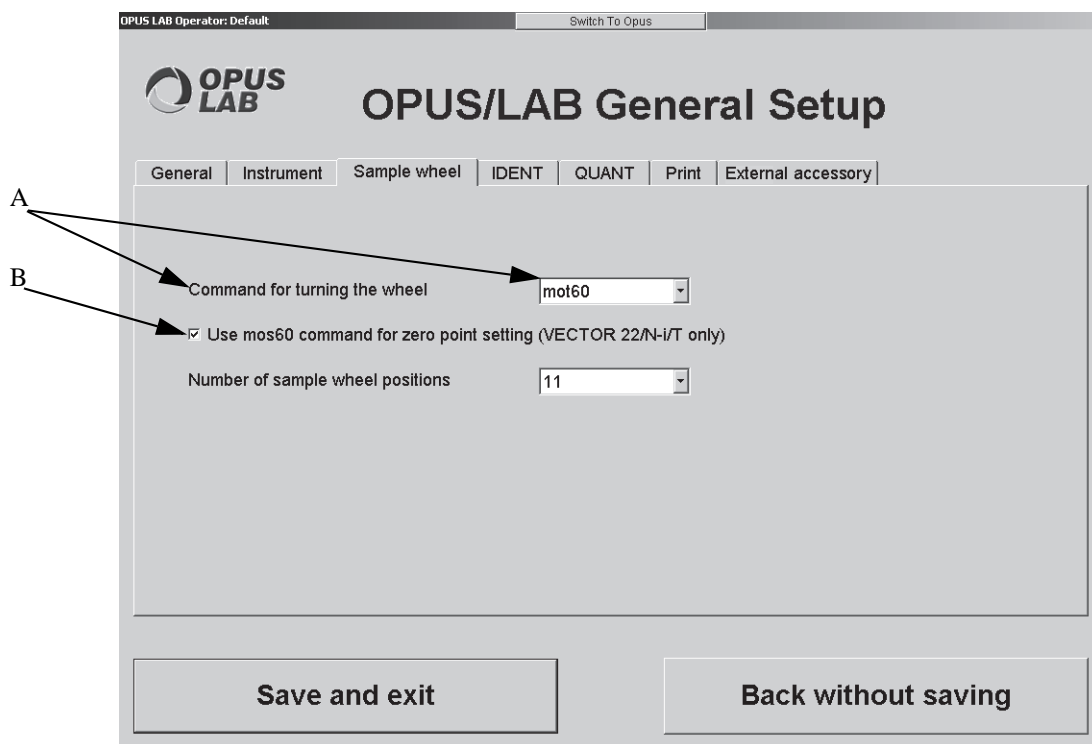 OPUS LAB Operator: Default
Switch To Opus
OPUS
LAB
OPUS/LAB General Setup
General Instrument Sample wheel IDENT QUANT Print External accessory
A
Command for turning the wheel mot60
B
Use mos60 command for zero point setting (VECTOR 22/N-i/T only)
Number of sample wheel positions 11
Save and exit Back without saving